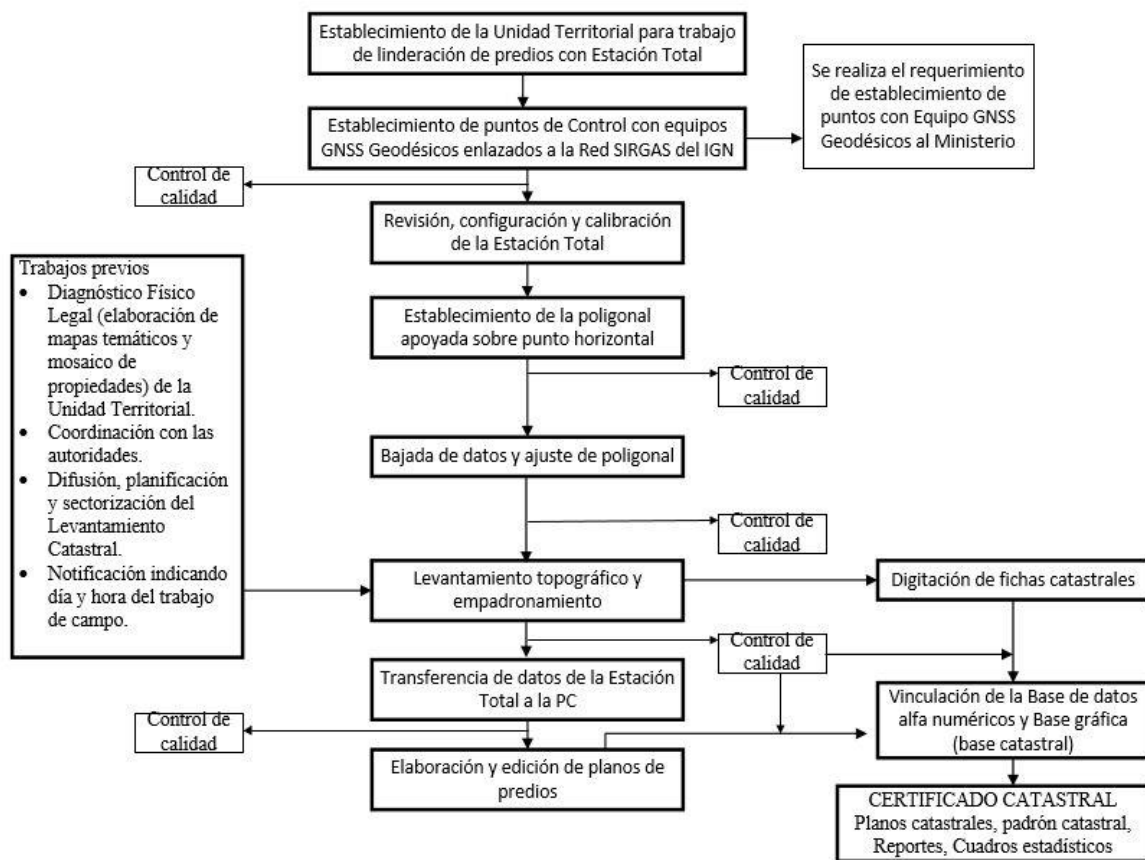 Establecimiento de la Unidad Territorial para trabajo
de linderación de predios con Estación Total
Se realiza el requerimiento
de establecimiento de
puntos con Equipo GNSS
Geodésicos al Ministerio
Establecimiento de puntos de Control con equipos
GNSS Geodésicos enlazados a la Red SIRGAS del IGN
Control de
calidad
Revisión, configuración y calibración
de la Estación Total
Trabajos previos
• Diagnóstico Físico
Legal (elaboración de
mapas temáticos y
mosaico de
propiedades) de la
Unidad Territorial.
• Coordinación con las
autoridades.
• Difusión, planificación
y sectorización del
Levantamiento
Catastral.
• Notificación indicando
día y hora del trabajo
de campo.
Establecimiento de la poligonal
apoyada sobre punto horizontal
Control de
calidad
Bajada de datos y ajuste de poligonal
Control de
calidad
Levantamiento topográfico y
empadronamiento
Digitación de fichas catastrales
Control de
calidad
Transferencia de datos de la Estación
Total a la PC
Control de
calidad
Vinculación de la Base de datos
alfa numéricos y Base gráfica
(base catastral)
Elaboración y edición de planos de
predios
CERTIFICADO CATASTRAL
Planos catastrales, padrón catastral,
Reportes, Cuadros estadísticos